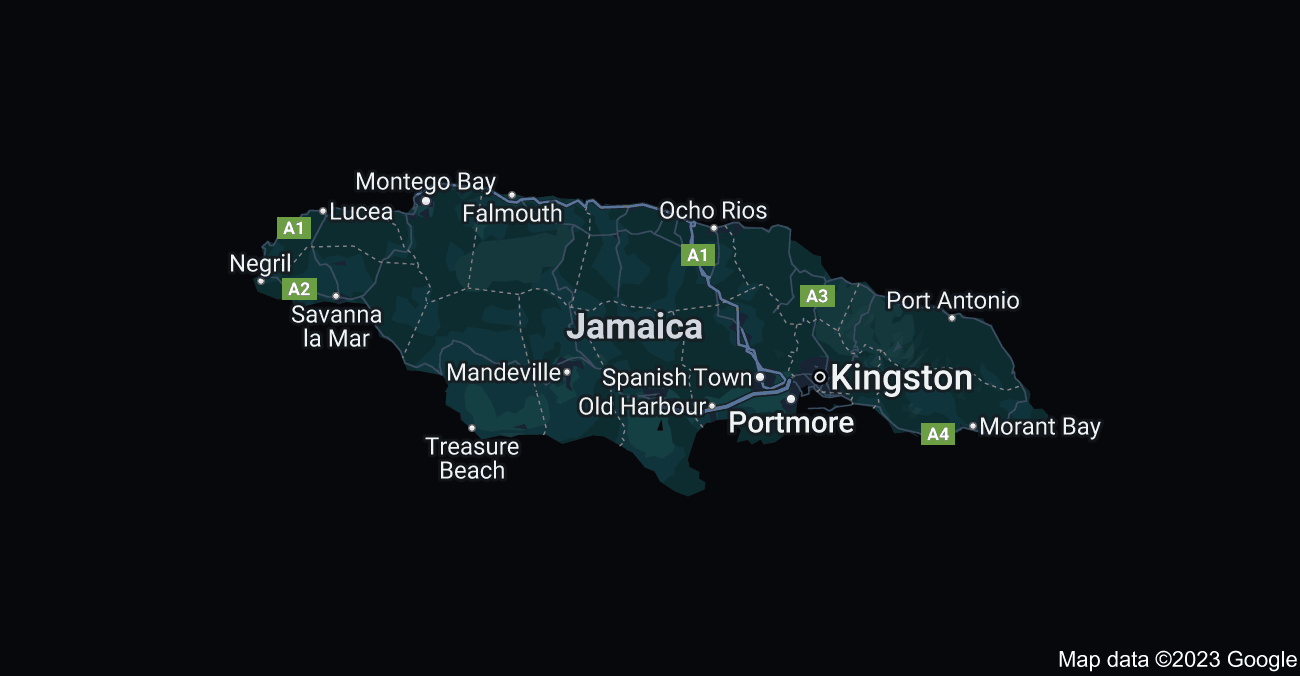 Montego Bay
Lucea
Falmouth
Ocho Rios
A1
A1
Negril
A2
A3
Port Antonio
Savanna
la Mar
Jamaica
Mandeville
Spanish Town
Kingston
Old Harbour
Portmore
A4
Morant Bay
Treasure
Beach
Map data ©2023 Google